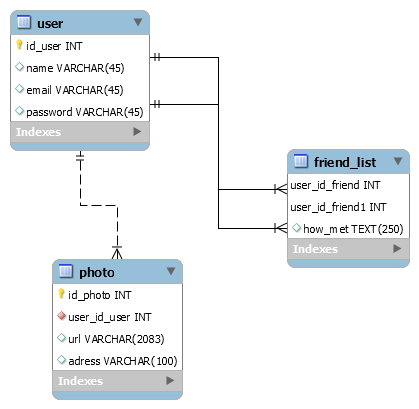 user
id_user INT
name VARCHAR(45)
email VARCHAR(45)
password VARCHAR(45)
Indexes
friend_list
user_id_friend INT
user_id_friend1 INT
how_met TEXT(250)
Indexes
photo
id_photo INT
user_id_user INT
url VARCHAR(2083)
adress VARCHAR(100)
Indexes